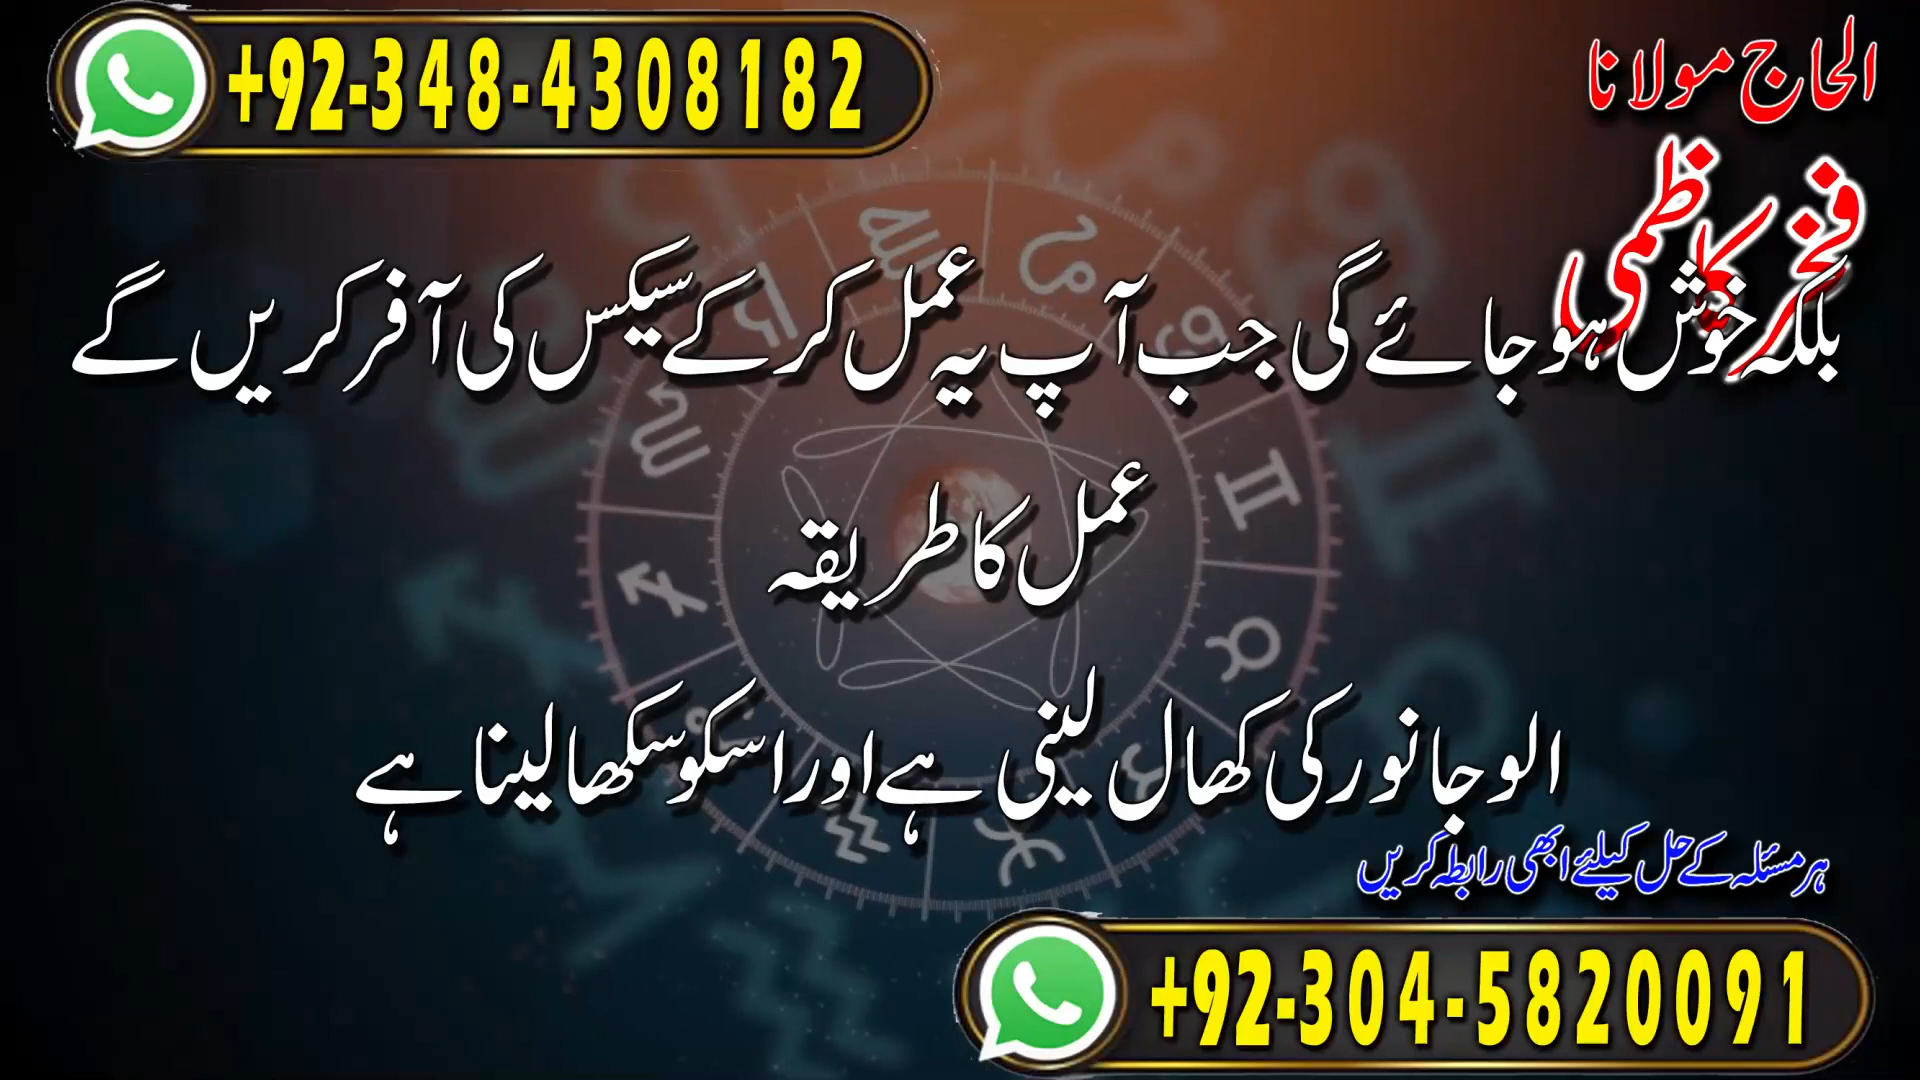 +92-348-4308182
الحاج مولانا
فخر کاظمی
بلکہ خوش ہو جائے گی جب آپ یہ عمل کر کے سیکس کی آفر کریں گے
عمل کا طریقہ
الو جانور کی کھال لینی ہے اور اسکو سکھا لینا ہے
ہر مسئلہ کے حل کیلئے ابھی رابطہ کریں
+92-304-5820091